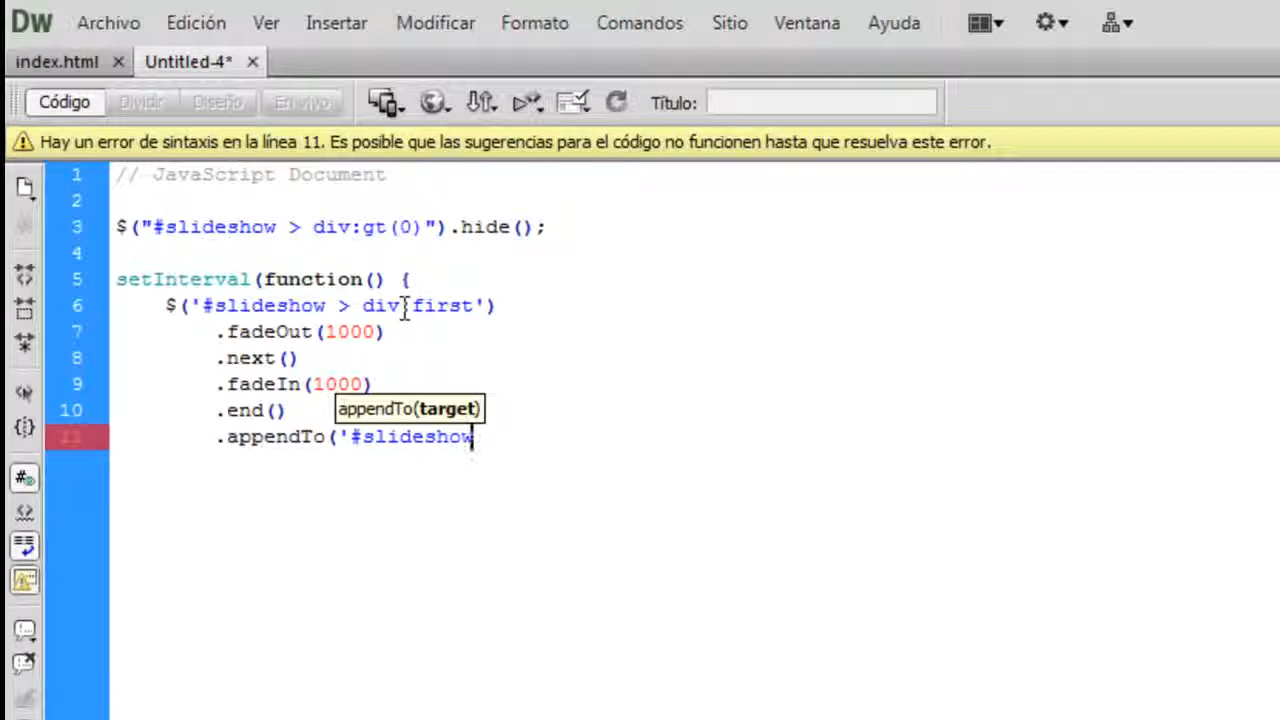 Dw Archivo Edición Ver Insertar Modificar Formato Comandos Sitio Ventana Ayuda
index.html × Untitled-4* ×
Código Dividir Diseño En vivo Título:
Hay un error de sintaxis en la línea 11. Es posible que las sugerencias para el código no funcionen hasta que resuelva este error.
1 // JavaScript Document
2
3 $("#slideshow > div:gt(0)").hide();
4
5 setInterval(function() {
6 $('#slideshow > div:first')
7 .fadeOut(1000)
8 .next()
9 .fadeIn(1000)
10 .end() appendTo(target)
11 .appendTo('#slideshow